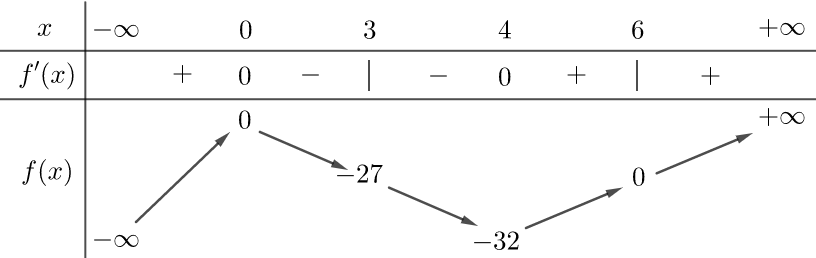 x −∞ 0 3 4 6 +∞
f′(x) + 0 − | − 0 + | +
0 +∞
f(x) −27 0
−∞ −32